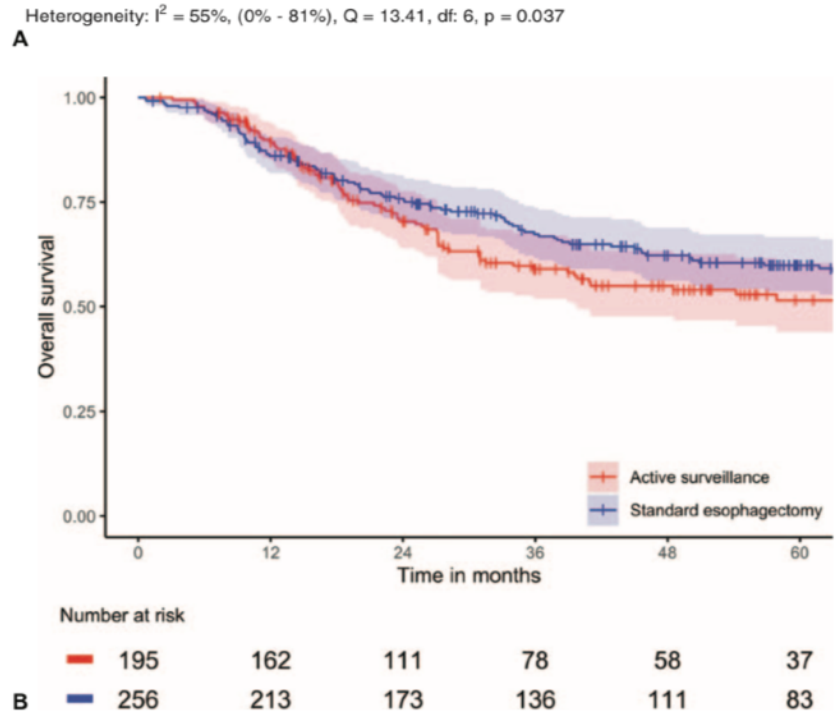 Heterogeneity: I² = 55%, (0% - 81%), Q = 13.41, df: 6, p = 0.037
A
1.00
0.75
0.50
0.25
0.00
Overall survival
Active surveillance
Standard esophagectomy
0 12 24 36 48 60
Time in months
Number at risk
195 162 111 78 58 37
B 256 213 173 136 111 83